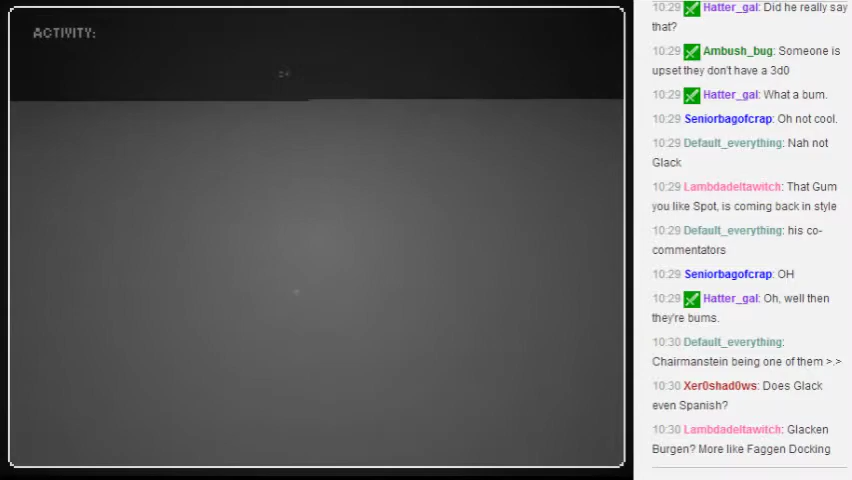 ACTIVITY:
10:29 Hatter_gal: Did he really say
that?
10:29 Ambush_bug: Someone is
upset they don't have a 3d0
10:29 Hatter_gal: What a bum.
10:29 Seniorbagofcrap: Oh not cool.
10:29 Default_everything: Nah not
Glack
10:29 Lambdadeltawitch: That Gum
you like Spot, is coming back in style
10:29 Default_everything: his co-
commentators
10:29 Seniorbagofcrap: OH
10:29 Hatter_gal: Oh, well then
they're bums.
10:30 Default_everything:
Chairmanstein being one of them >.>
10:30 Xer0shad0ws: Does Glack
even Spanish?
10:30 Lambdadeltawitch: Glacken
Burgen? More like Faggen Docking